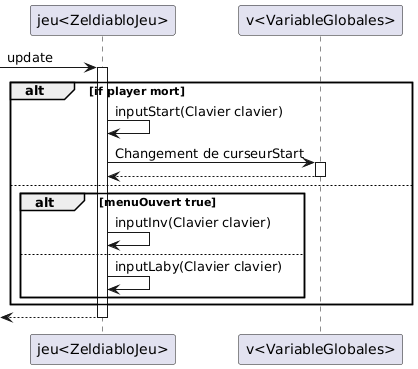 jeu<ZeldiabloJeu>
v<VariableGlobales>
update
alt
[if player mort]
inputStart(Clavier clavier)
Changement de curseurStart
alt
[menuOuvert true]
inputInv(Clavier clavier)
inputLaby(Clavier clavier)
jeu<ZeldiabloJeu>
v<VariableGlobales>